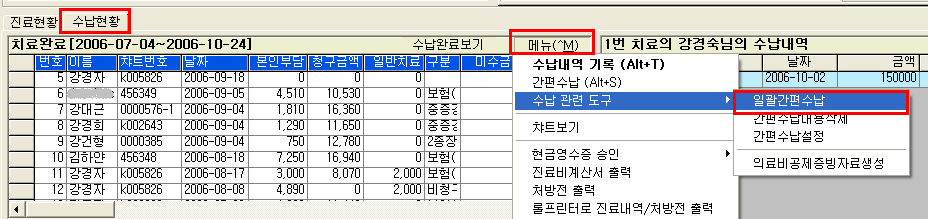 진료현황 수납현황
치료완료[2006-07-04~2006-10-24] 수납완료보기 메뉴(^M) 1번 치료의 강경숙님의 수납내역
번호 이름 챠트번호 날짜 본인부담 청구금액 일반치료 구분 미수금 날짜 금액
5 강경자 k005826 2006-09-18 0 0 0 2006-10-02 150000
6 456349 2006-09-05 4,510 10,530 0 보험(
7 강대근 0000576-1 2006-09-04 1,810 16,360 0 중증경
8 강경희 k002643 2006-09-04 1,290 11,650 0 중증경
9 강건형 0000385 2006-09-04 750 12,780 0 2종장
10 김하얀 456348 2006-08-18 7,250 16,940 0 보험(
11 강경자 k005826 2006-08-17 3,000 8,070 2,000 보험(
12 강경자 k005826 2006-08-08 4,890 0 2,000 비청구
수납내역 기록 (Alt+T)
간편수납 (Alt+S)
수납 관련 도구
챠트보기
현금영수증 승인
진료비계산서 출력
처방전 출력
롤프린터로 진료내역/처방전 출력
일괄간편수납
간편수납내용삭제
간편수납설정
의료비공제증빙자료생성